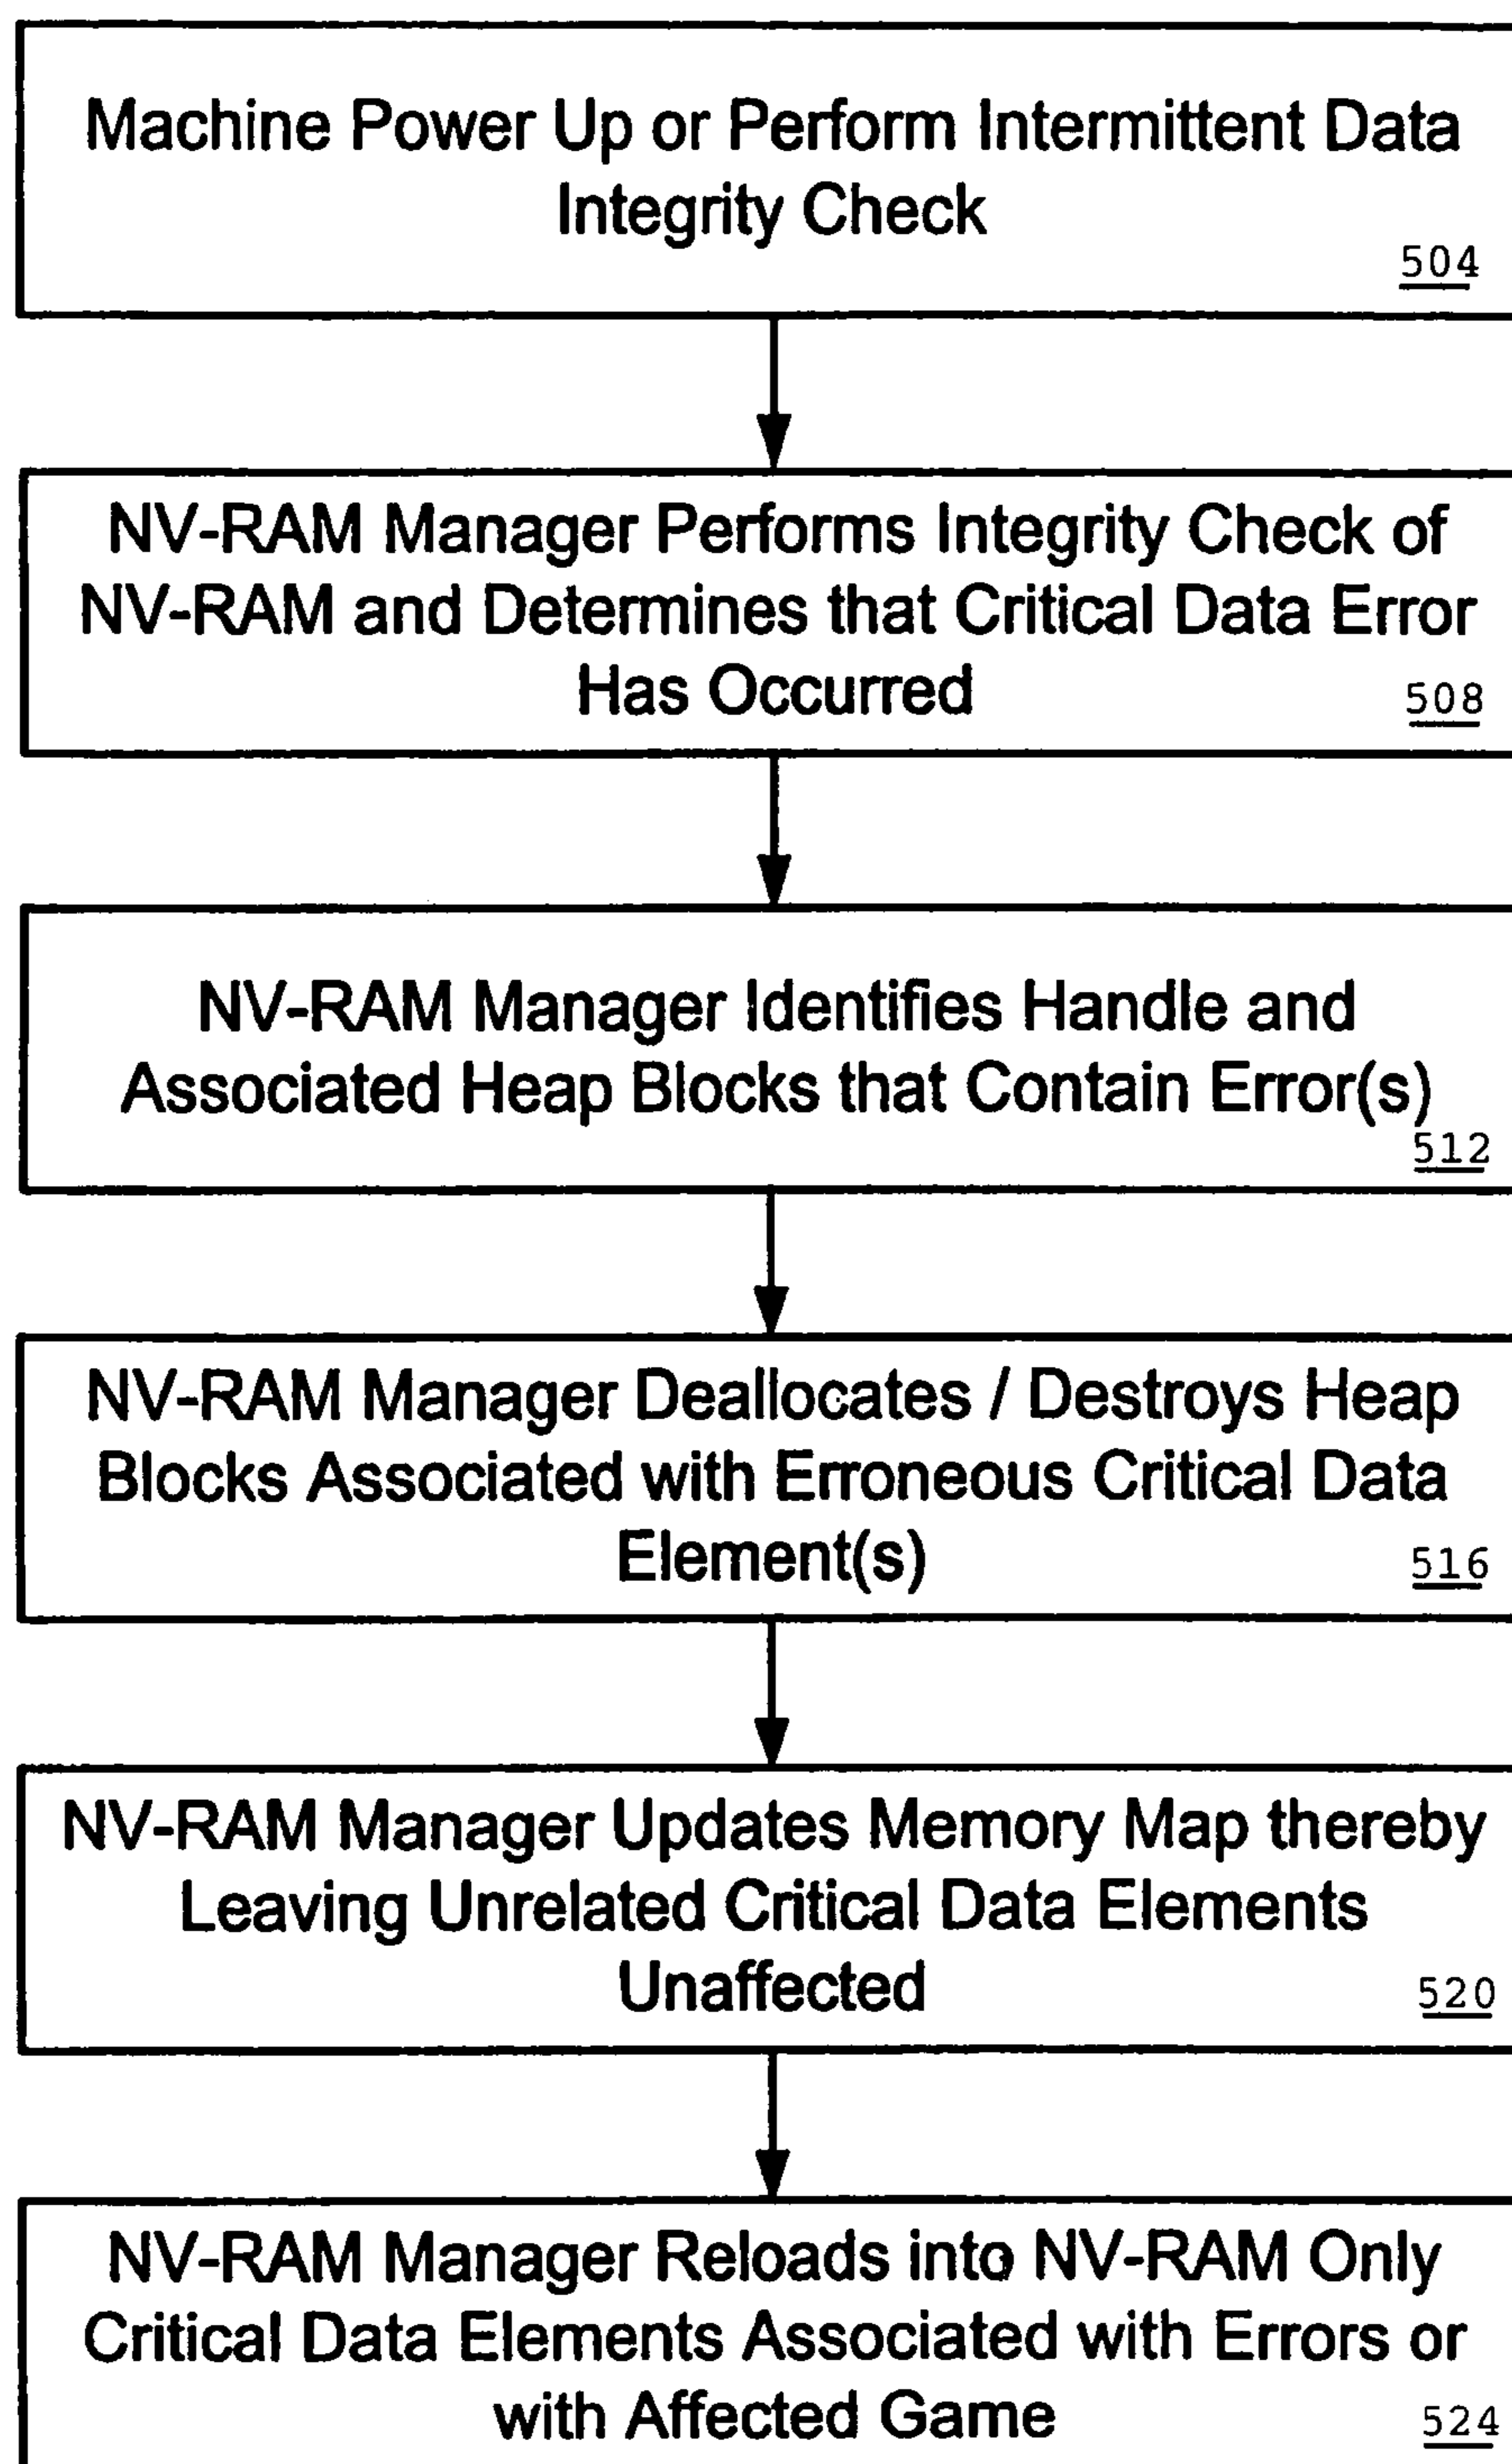 Machine Power Up or Perform Intermittent Data
Integrity Check
504
NV-RAM Manager Performs Integrity Check of
NV-RAM and Determines that Critical Data Error
Has Occurred
508
NV-RAM Manager Identifies Handle and
Associated Heap Blocks that Contain Error(s)
512
NV-RAM Manager Deallocates / Destroys Heap
Blocks Associated with Erroneous Critical Data
Element(s)
516
NV-RAM Manager Updates Memory Map thereby
Leaving Unrelated Critical Data Elements
Unaffected
520
NV-RAM Manager Reloads into NV-RAM Only
Critical Data Elements Associated with Errors or
with Affected Game
524